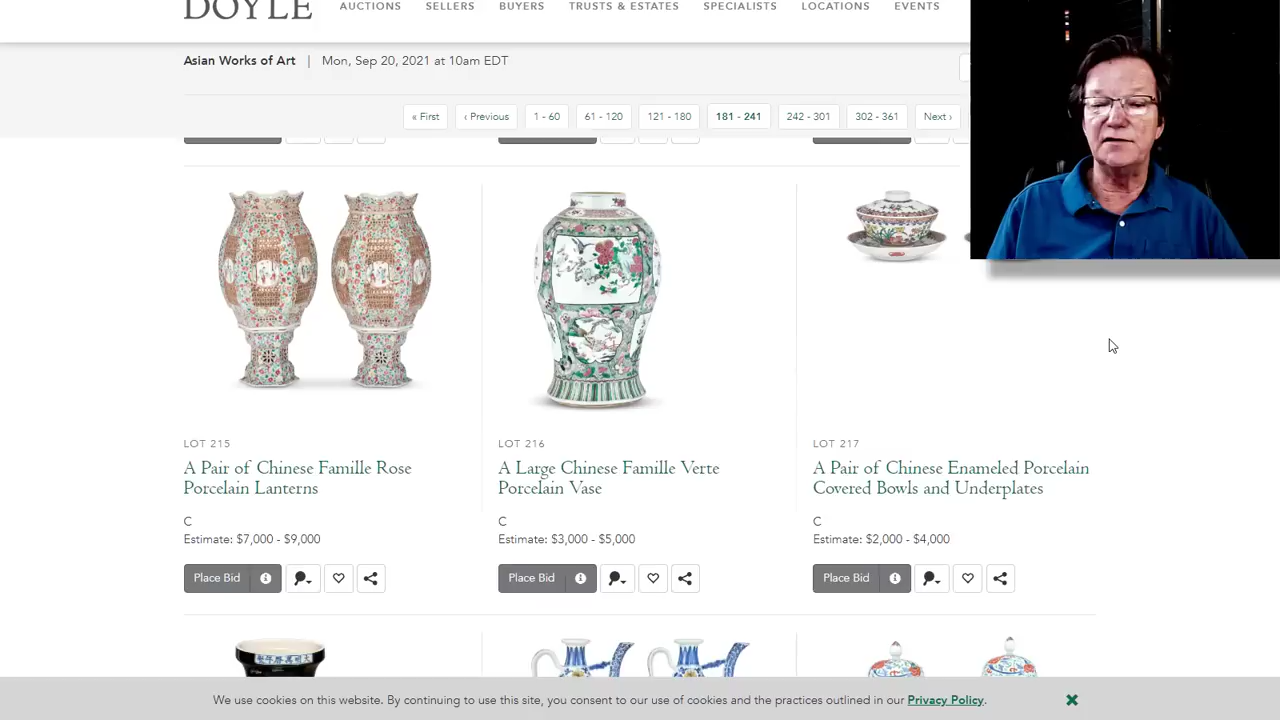 DOYLE
AUCTIONS SELLERS BUYERS TRUSTS & ESTATES SPECIALISTS LOCATIONS EVENTS
Asian Works of Art | Mon, Sep 20, 2021 at 10am EDT
« First ‹ Previous 1 - 60 61 - 120 121 - 180 181 - 241 242 - 301 302 - 361 Next ›
LOT 215
A Pair of Chinese Famille Rose
Porcelain Lanterns
C
Estimate: $7,000 - $9,000
Place Bid
LOT 216
A Large Chinese Famille Verte
Porcelain Vase
C
Estimate: $3,000 - $5,000
Place Bid
LOT 217
A Pair of Chinese Enameled Porcelain
Covered Bowls and Underplates
C
Estimate: $2,000 - $4,000
Place Bid
We use cookies on this website. By continuing to use this site, you consent to our use of cookies and the practices outlined in our Privacy Policy.